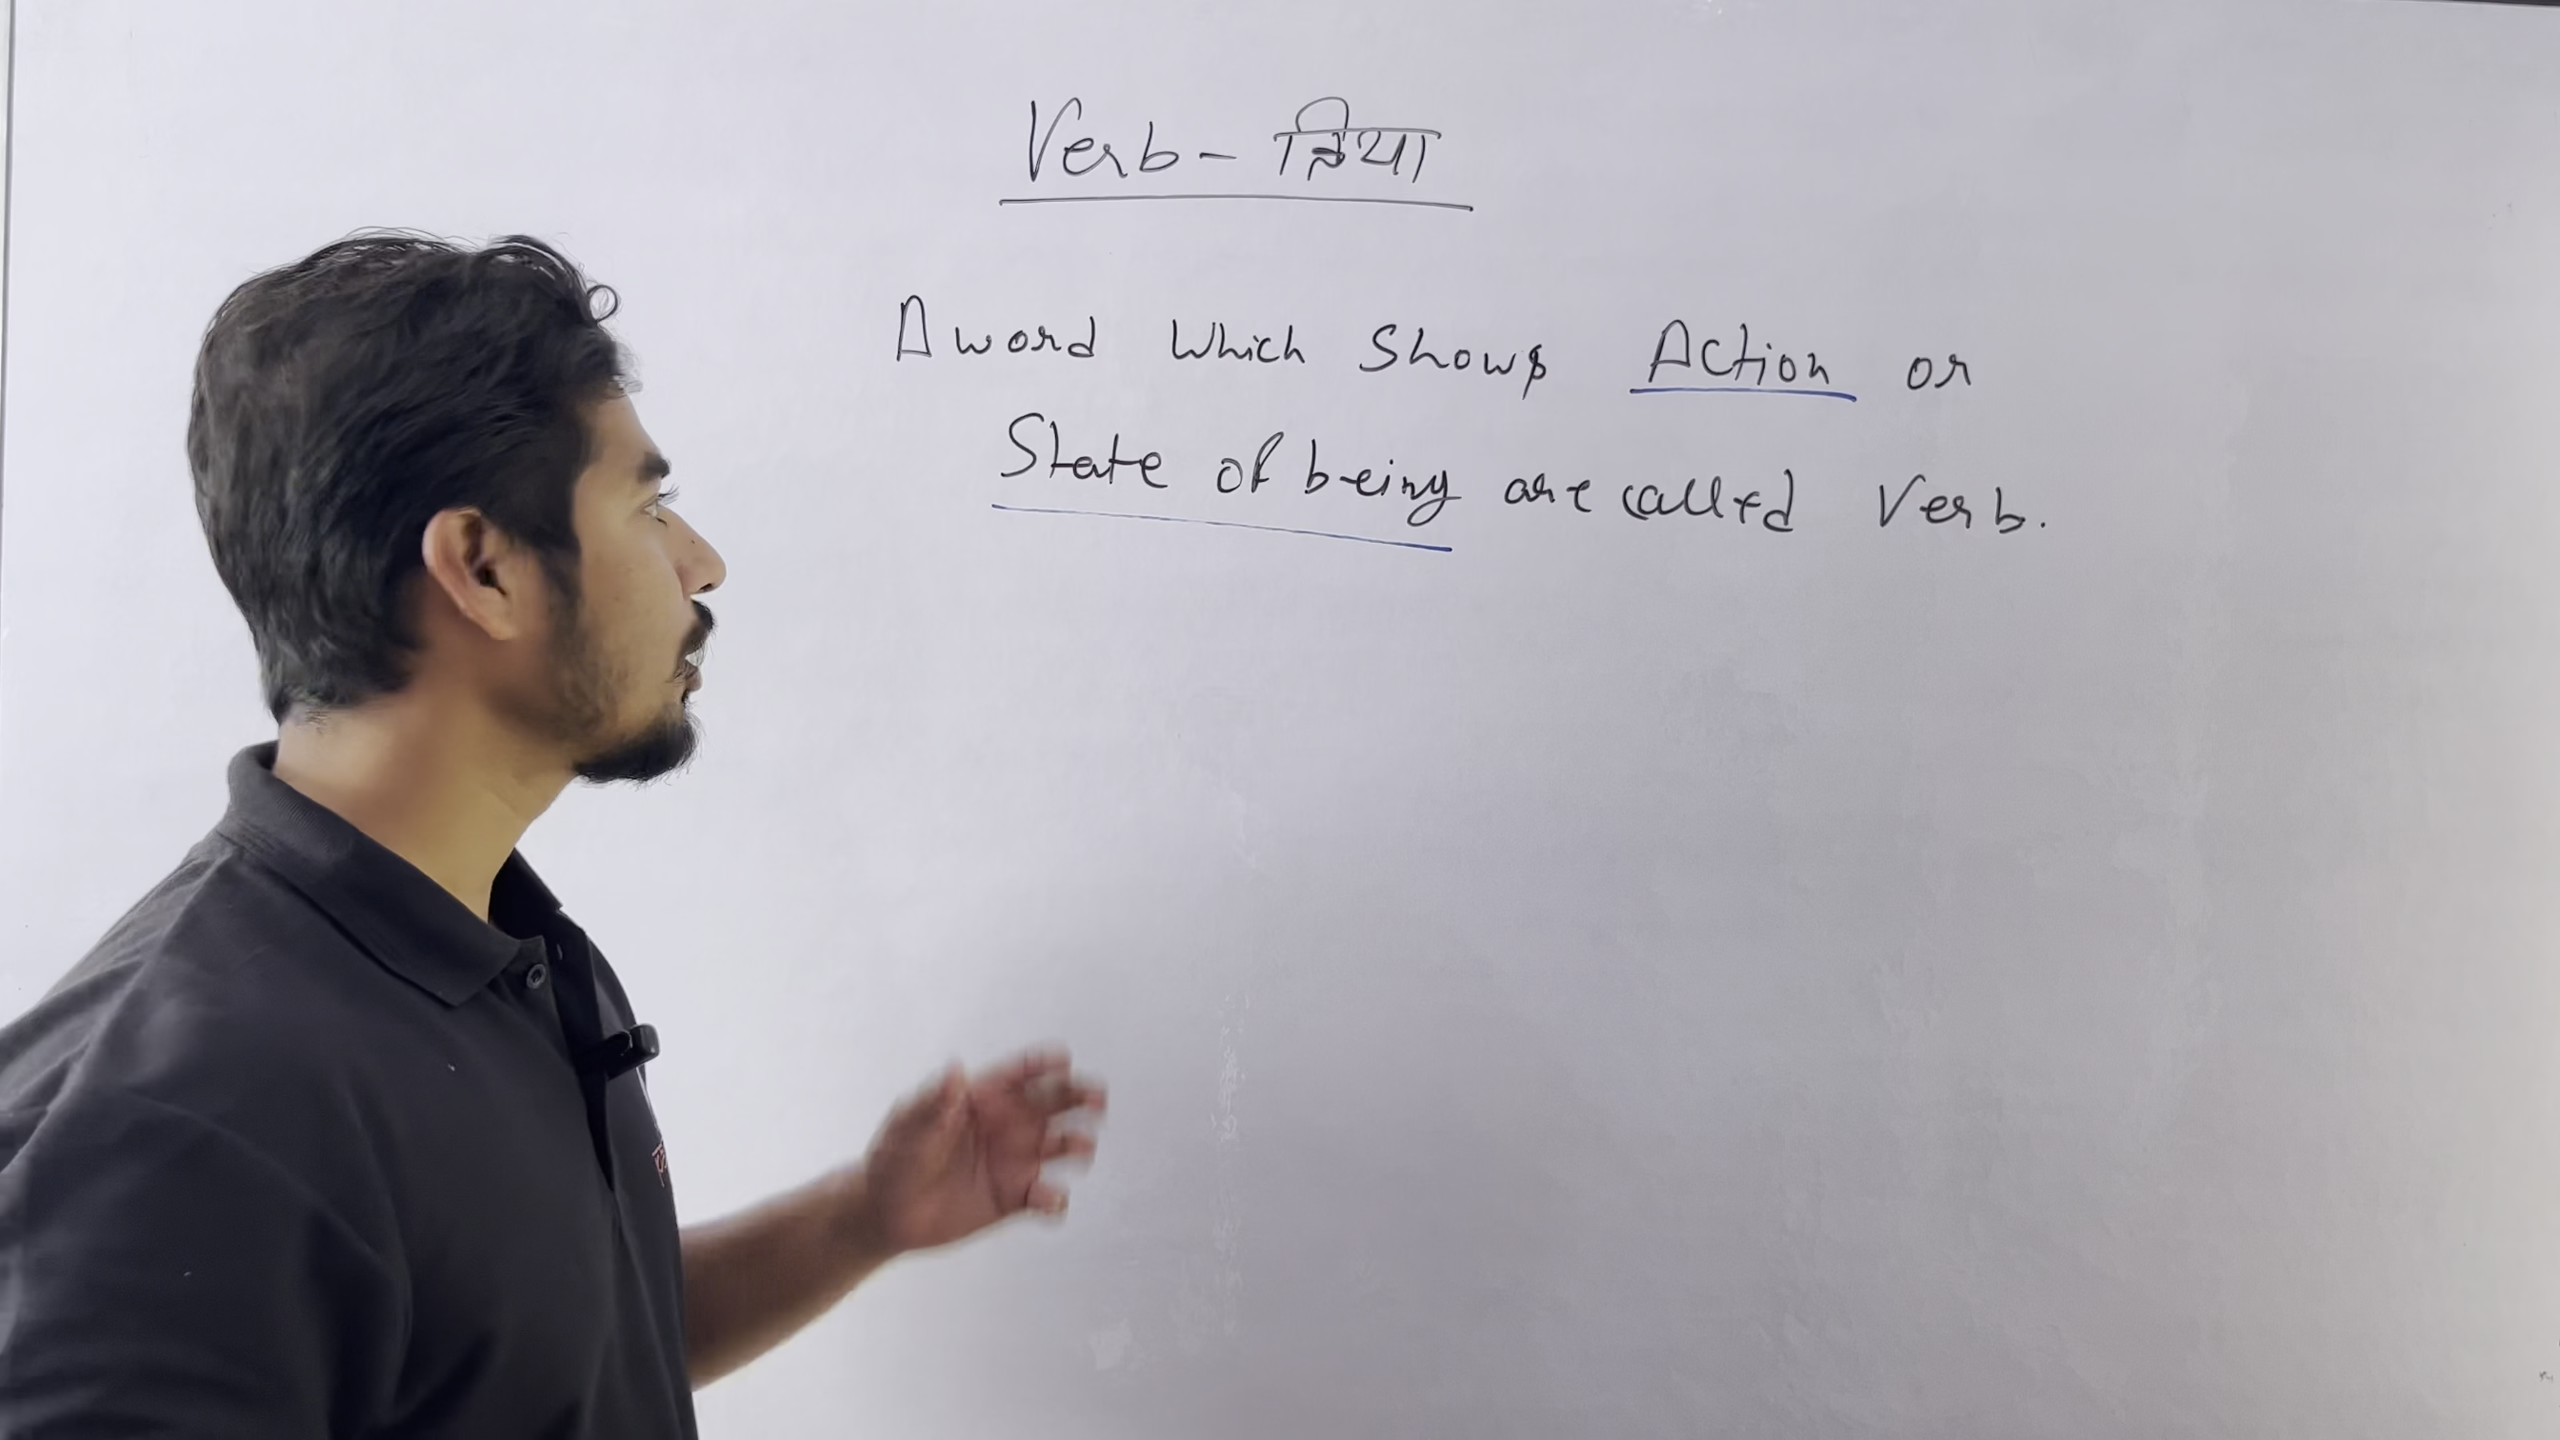 Verb - क्रिया
A word which shows Action or
State of being are called Verb.